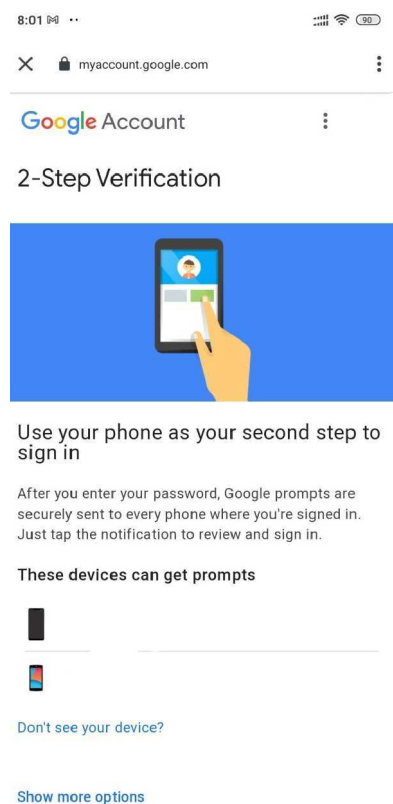 8:01
90
myaccount.google.com
Google Account
2-Step Verification
Use your phone as your second step to
sign in
After you enter your password, Google prompts are
securely sent to every phone where you're signed in.
Just tap the notification to review and sign in.
These devices can get prompts
Don't see your device?
Show more options